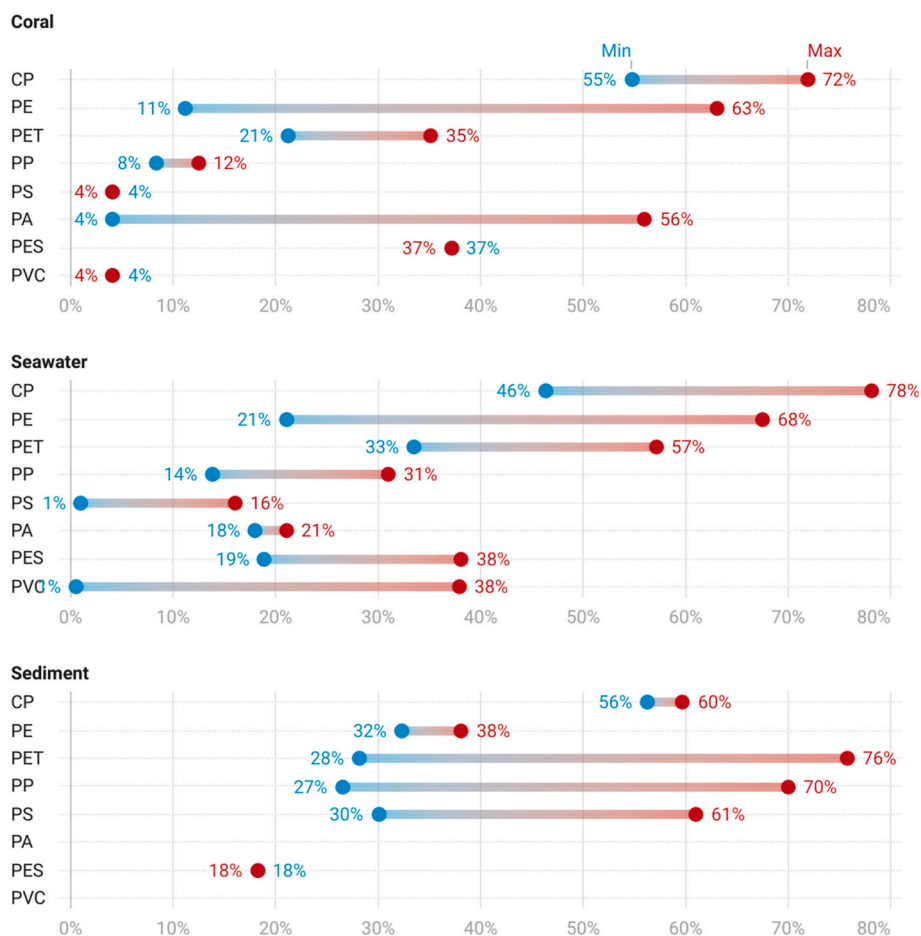 Coral
Min Max
CP 55% 72%
PE 11% 63%
PET 21% 35%
PP 8% 12%
PS 4% 4%
PA 4% 56%
PES 37% 37%
PVC 4% 4%
0% 10% 20% 30% 40% 50% 60% 70% 80%
Seawater
CP 46% 78%
PE 21% 68%
PET 33% 57%
PP 14% 31%
PS 1% 16%
PA 18% 21%
PES 19% 38%
PVC 1% 38%
0% 10% 20% 30% 40% 50% 60% 70% 80%
Sediment
CP 56% 60%
PE 32% 38%
PET 28% 76%
PP 27% 70%
PS 30% 61%
PA
PES 18% 18%
PVC
0% 10% 20% 30% 40% 50% 60% 70% 80%